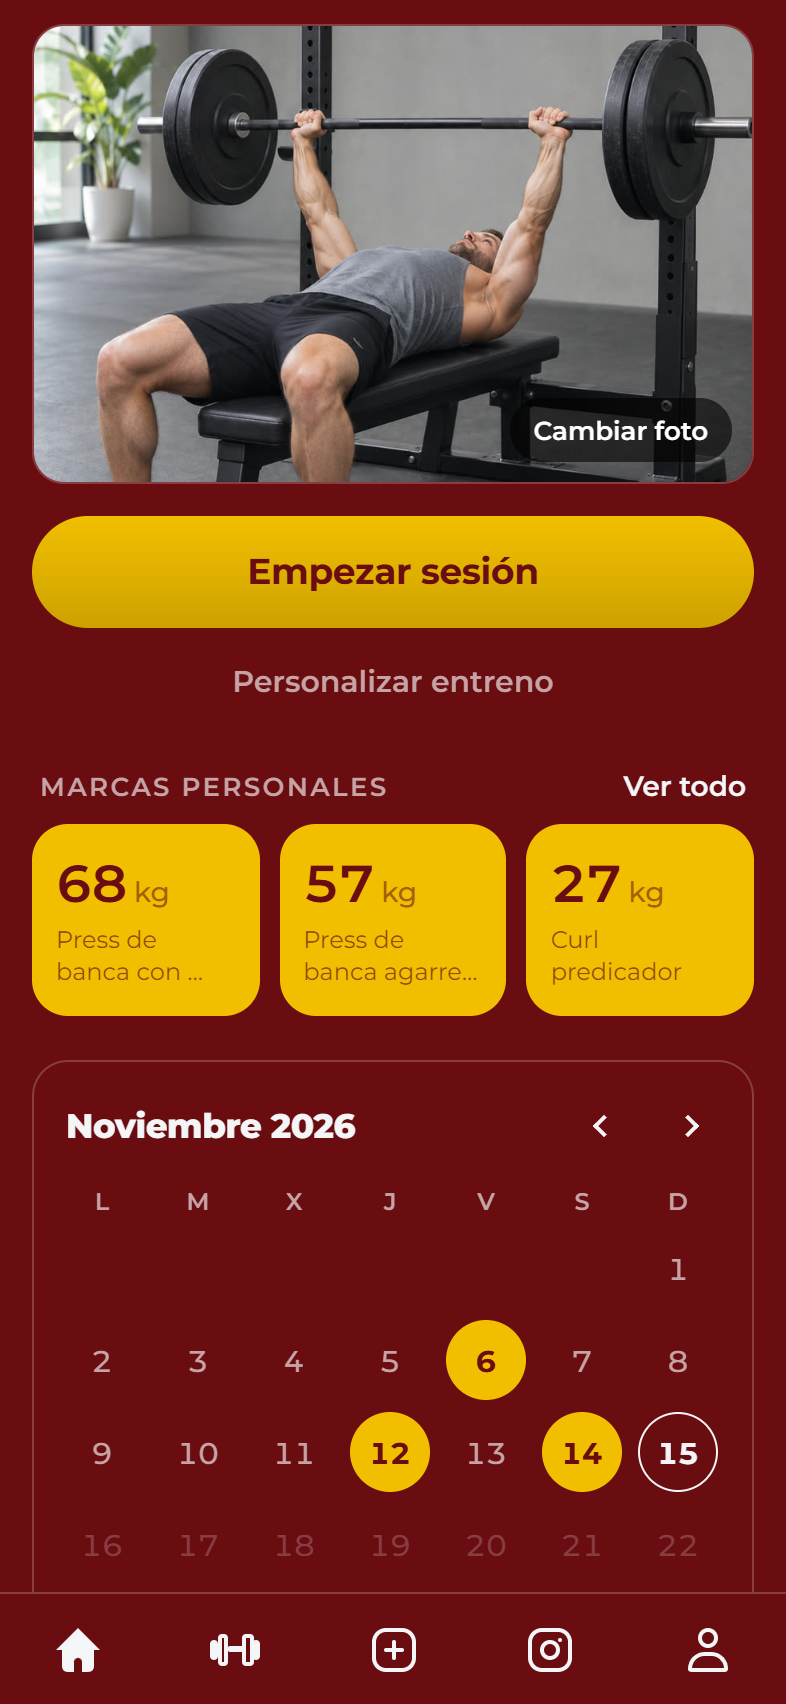 Cambiar foto
Empezar sesión
Personalizar entreno
MARCAS PERSONALES
Ver todo
68 kg
Press de
banca con ...
57 kg
Press de
banca agarre...
27 kg
Curl
predicador
Noviembre 2026
L M X J V S D
1
2 3 4 5 6 7 8
9 10 11 12 13 14 15
16 17 18 19 20 21 22